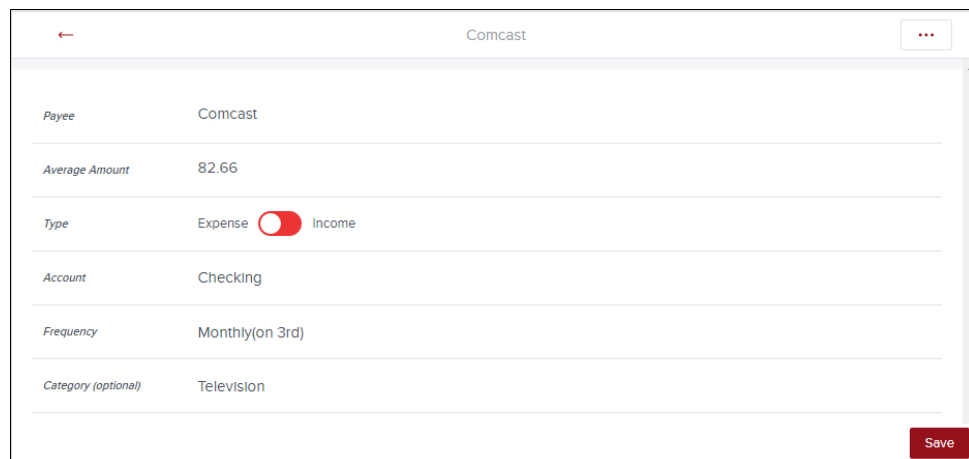 ← Comcast ...
Payee Comcast
Average Amount 82.66
Type Expense Income
Account Checking
Frequency Monthly(on 3rd)
Category (optional) Television
Save